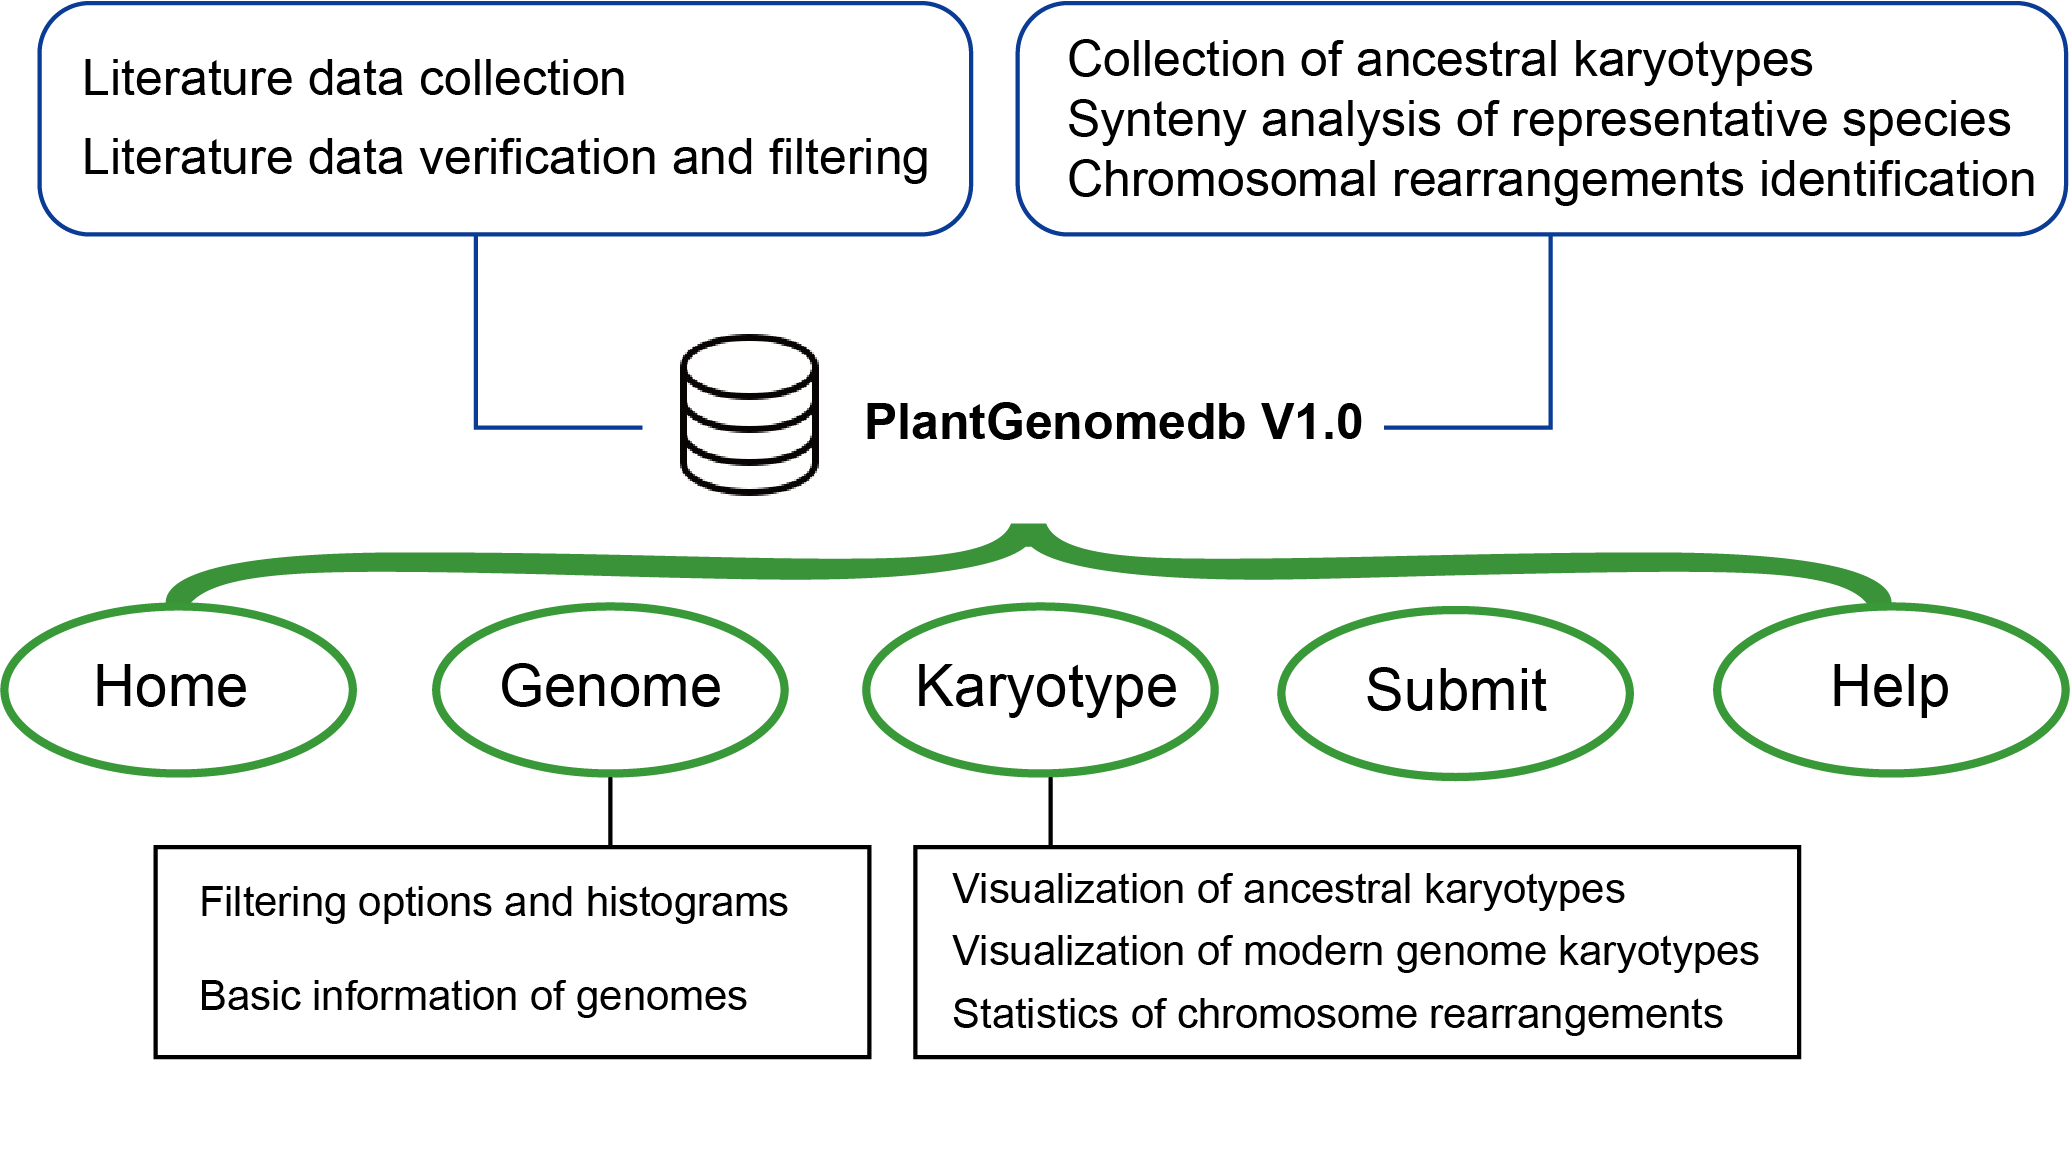 Literature data collection
Literature data verification and filtering
Collection of ancestral karyotypes
Synteny analysis of representative species
Chromosomal rearrangements identification
PlantGenomedb V1.0
Home
Genome
Karyotype
Submit
Help
Filtering options and histograms
Basic information of genomes
Visualization of ancestral karyotypes
Visualization of modern genome karyotypes
Statistics of chromosome rearrangements